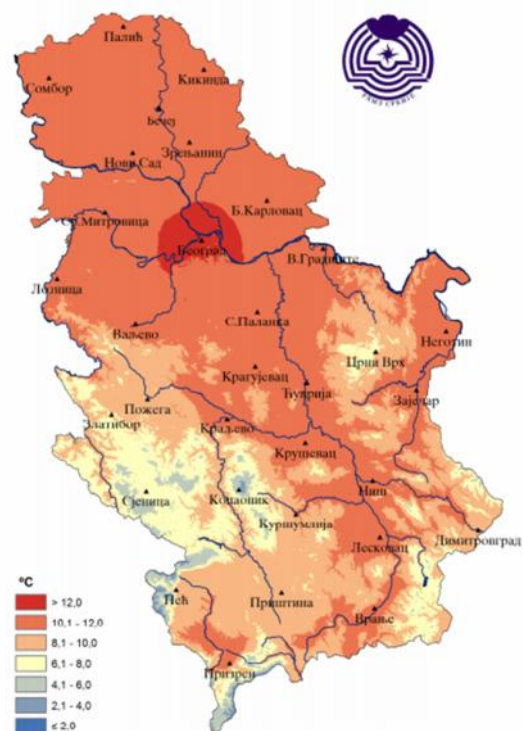 Палић
Кикинда
Сомбор
Бечеј
Зрењанин
Нови Сад
Ср.Митровица
Б.Карловац
Београд
В.Градиште
Лозница
С.Паланка
Ваљево
Неготин
Црни Врх
Крагујевац
Ћуприја
Зајечар
Пожега
Златибор
Краљево
Крушевац
Ниш
Сјеница
Копаоник
Куршумлија
Димитровград
Лесковац
Пећ
Приштина
Врање
Призрен
РХМЗ СРБИЈЕ
°C
> 12,0
10,1 - 12,0
8,1 - 10,0
6,1 - 8,0
4,1 - 6,0
2,1 - 4,0
≤ 2,0